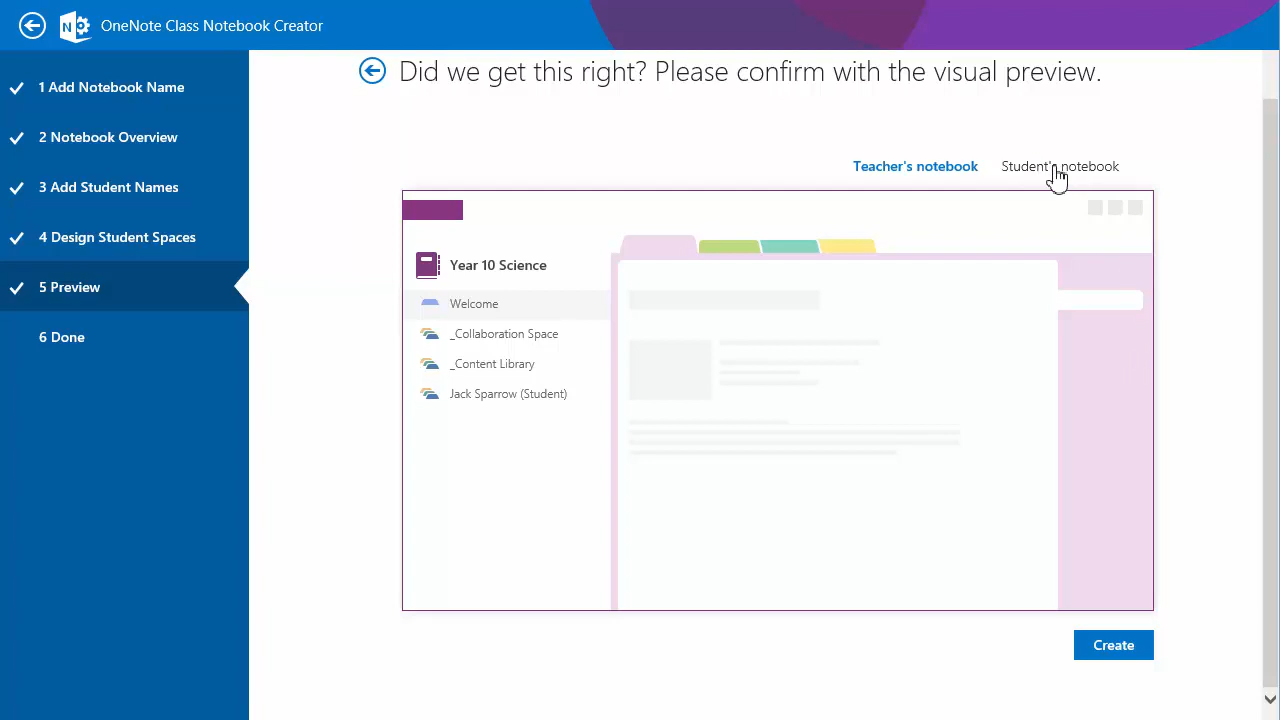 OneNote Class Notebook Creator
1 Add Notebook Name
2 Notebook Overview
3 Add Student Names
4 Design Student Spaces
5 Preview
6 Done
Did we get this right? Please confirm with the visual preview.
Teacher's notebook
Student's notebook
Year 10 Science
Welcome
_Collaboration Space
_Content Library
Jack Sparrow (Student)
Create